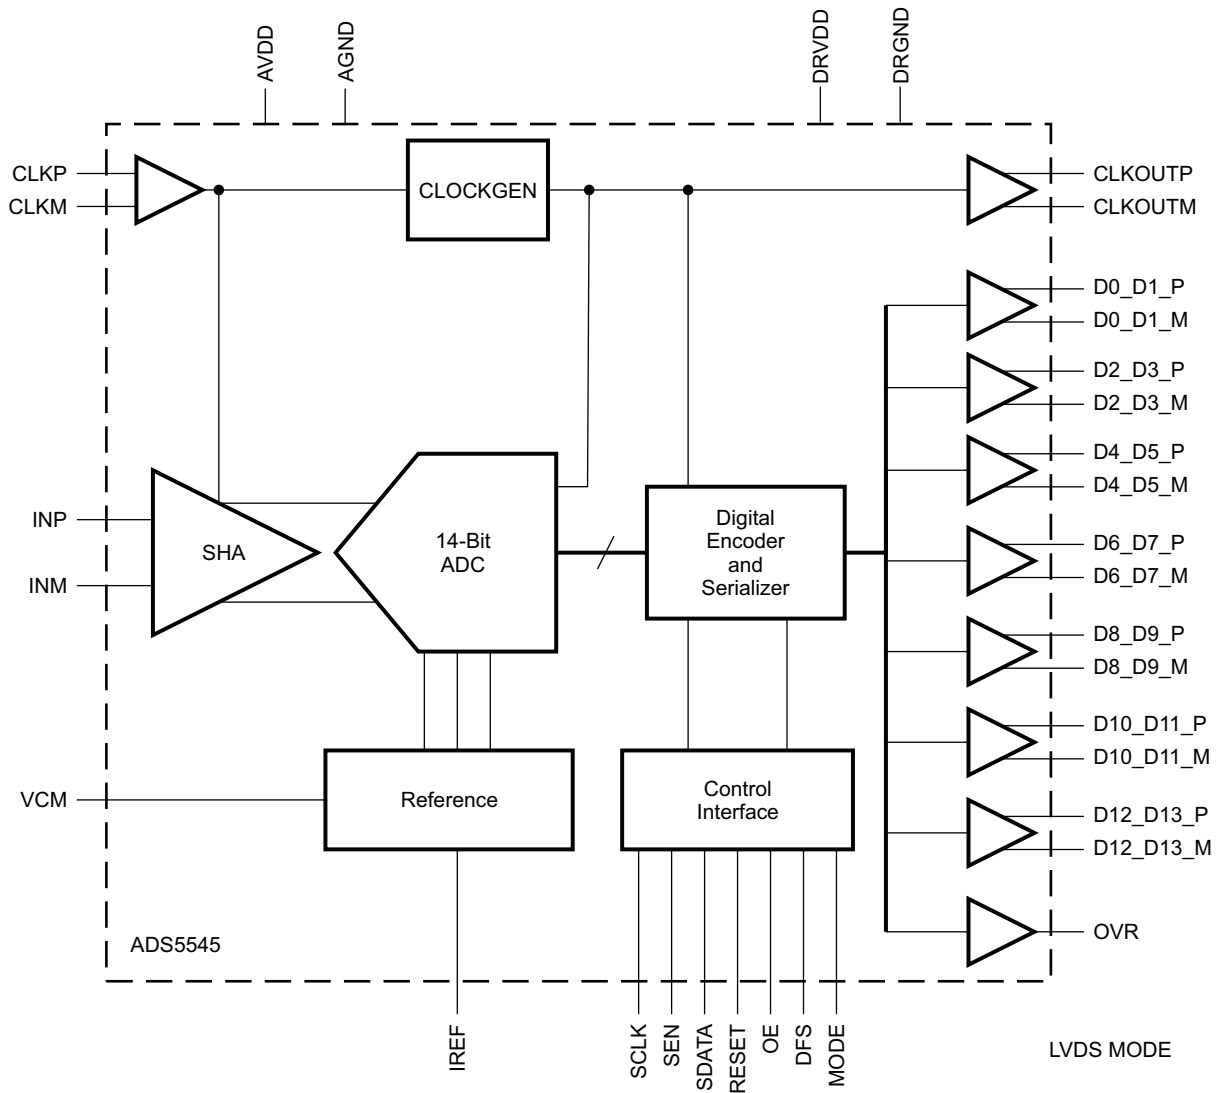 AVDD
AGND
DRVDD
DRGND
CLKP
CLKM
CLOCKGEN
CLKOUTP
CLKOUTM
D0_D1_P
D0_D1_M
D2_D3_P
D2_D3_M
D4_D5_P
D4_D5_M
INP
INM
SHA
14-Bit
ADC
Digital
Encoder
and
Serializer
D6_D7_P
D6_D7_M
D8_D9_P
D8_D9_M
D10_D11_P
D10_D11_M
VCM
Reference
Control
Interface
D12_D13_P
D12_D13_M
OVR
ADS5545
IREF
SCLK
SEN
SDATA
RESET
OE
DFS
MODE
LVDS MODE